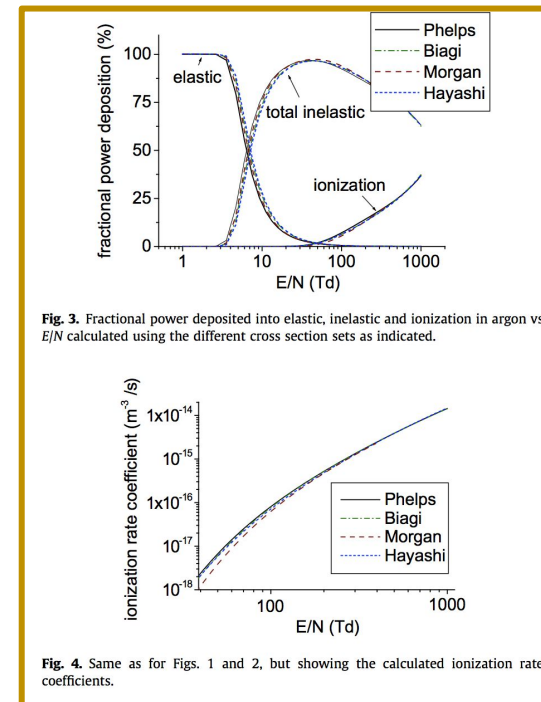 fractional power deposition (%)
100
75
50
25
0
elastic
total inelastic
ionization
Phelps
Biagi
Morgan
Hayashi
1
10
100
1000
E/N (Td)
Fig. 3. Fractional power deposited into elastic, inelastic and ionization in argon vs
E/N calculated using the different cross section sets as indicated.
ionization rate coefficient (m⁻³ /s)
1x10⁻¹⁴
10⁻¹⁵
1x10⁻¹⁶
10⁻¹⁷
10⁻¹⁸
Phelps
Biagi
Morgan
Hayashi
100
1000
E/N (Td)
Fig. 4. Same as for Figs. 1 and 2, but showing the calculated ionization rate
coefficients.